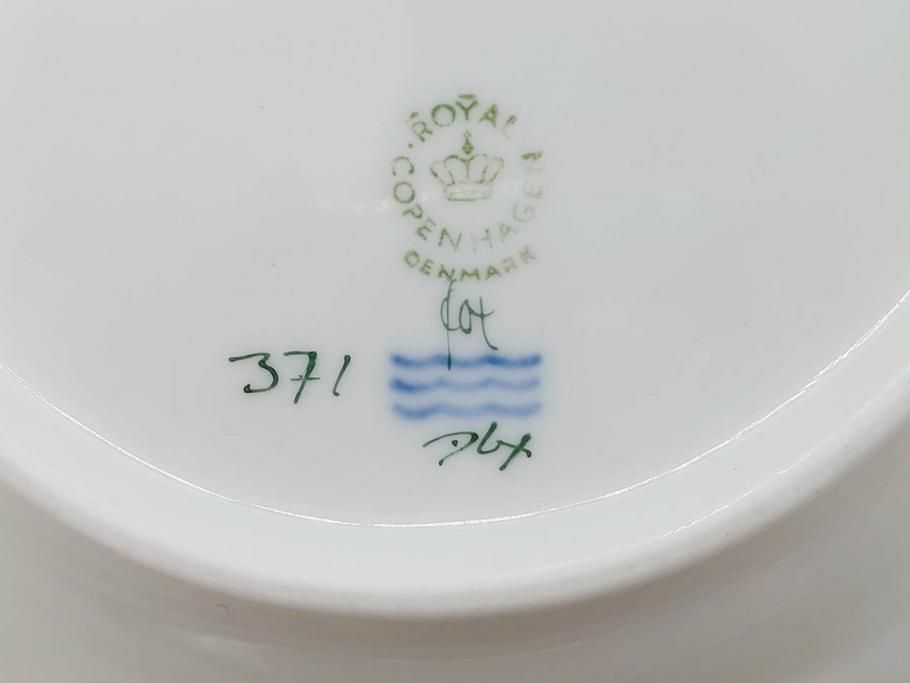 ROYAL
COPENHAGEN
DENMARK
371